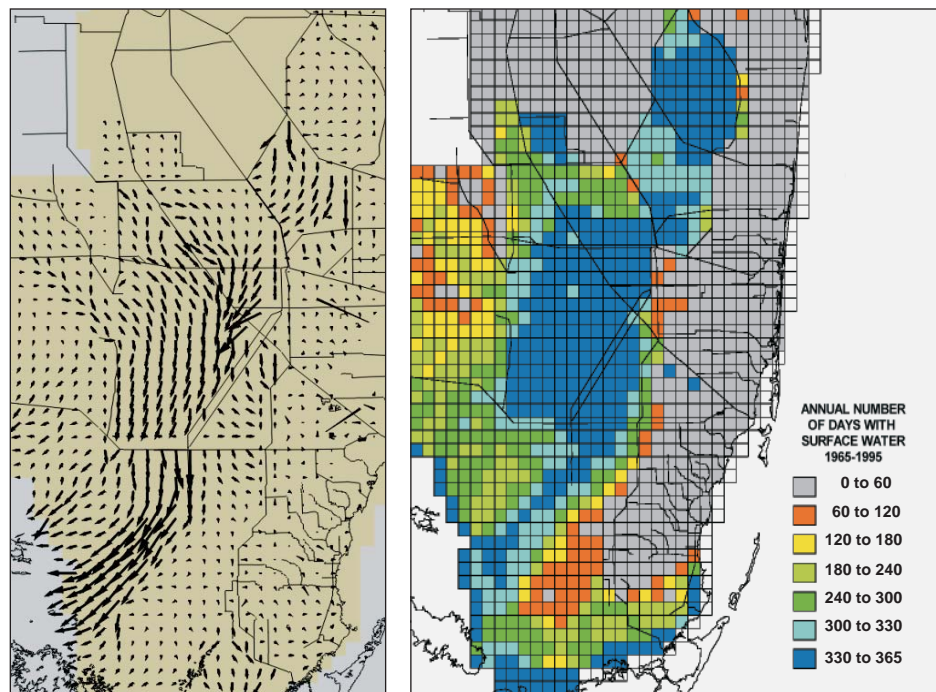 ANNUAL NUMBER
OF DAYS WITH
SURFACE WATER
1965-1995
0 to 60
60 to 120
120 to 180
180 to 240
240 to 300
300 to 330
330 to 365